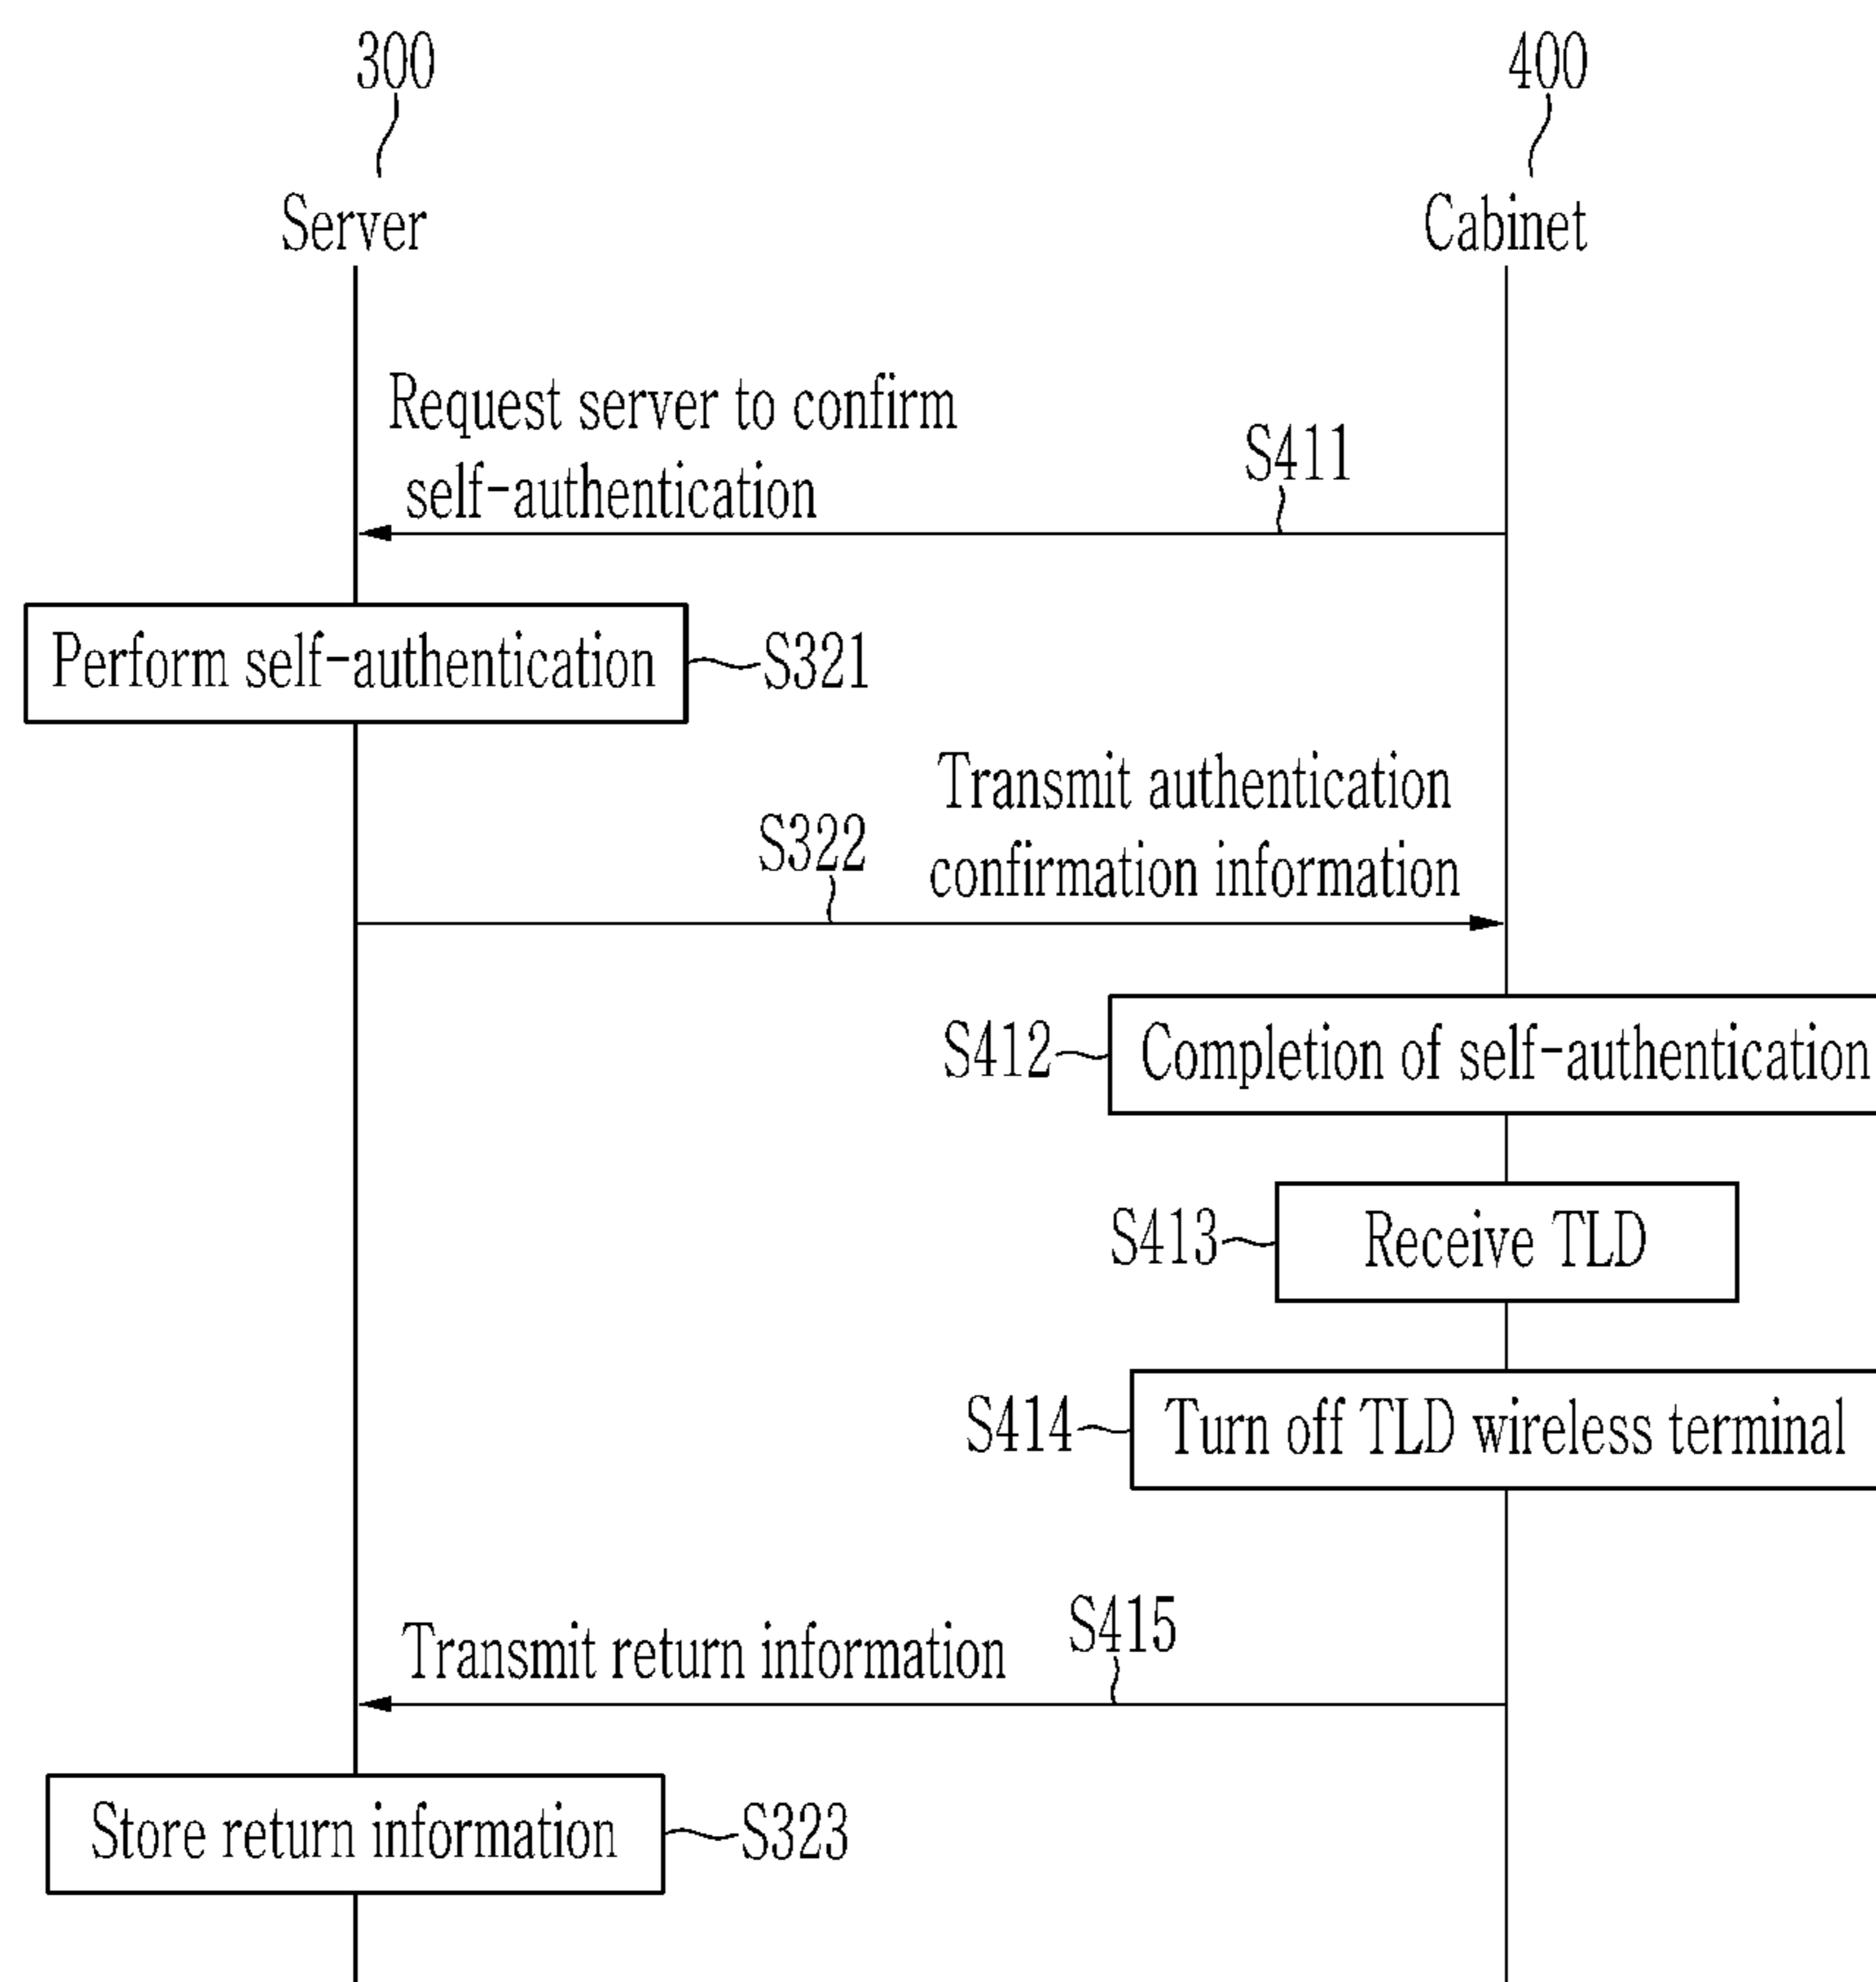 300
400
Server
Cabinet
Request server to confirm
self-authentication
S411
Perform self-authentication
S321
Transmit authentication
confirmation information
S322
S412
Completion of self-authentication
S413
Receive TLD
S414
Turn off TLD wireless terminal
S415
Transmit return information
Store return information
S323